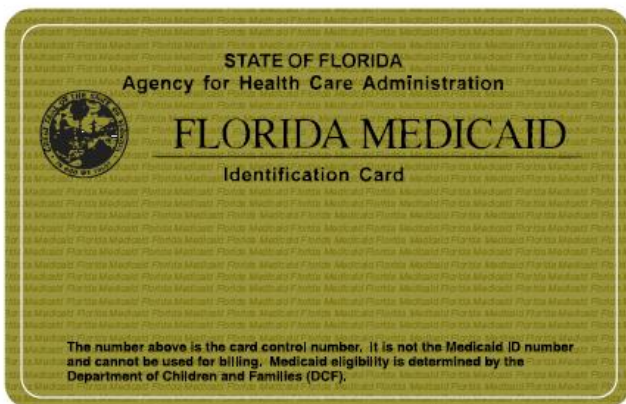 STATE OF FLORIDA
Agency for Health Care Administration
FLORIDA MEDICAID
Identification Card
The number above is the card control number. It is not the Medicaid ID number
and cannot be used for billing. Medicaid eligibility is determined by the
Department of Children and Families (DCF).